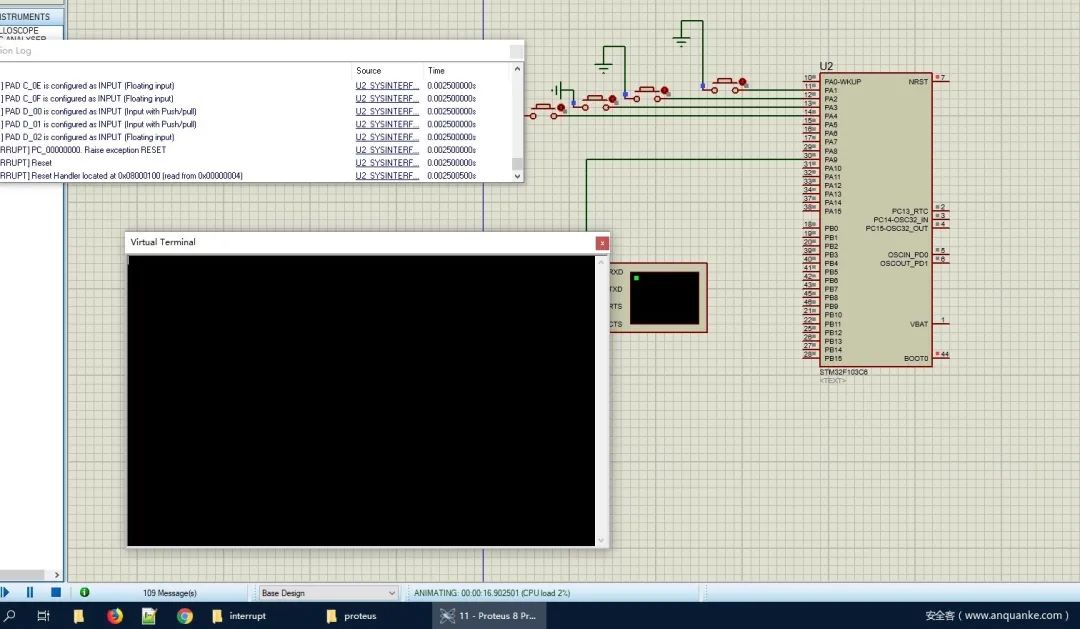 NSTRUMENTS
LLOSCOPE
C ANALYSER
ion Log
Source Time
] PAD C_0E is configured as INPUT (Floating input) U2_SYSINTERF... 0.002500000s
] PAD C_0F is configured as INPUT (Floating input) U2_SYSINTERF... 0.002500000s
] PAD D_00 is configured as INPUT (Input with Push/pull) U2_SYSINTERF... 0.002500000s
] PAD D_01 is configured as INPUT (Input with Push/pull) U2_SYSINTERF... 0.002500000s
] PAD D_02 is configured as INPUT (Floating input) U2_SYSINTERF... 0.002500000s
RRUPT] PC_00000000. Raise exception RESET U2_SYSINTERF... 0.002500000s
RRUPT] Reset U2_SYSINTERF... 0.002500000s
RRUPT] Reset Handler located at 0x08000100 (read from 0x00000004) U2_SYSINTERF... 0.002500500s
U2
10 PA0-WKUP NRST 7
11 PA1
12 PA2
13 PA3
14 PA4
15 PA5
16 PA6
17 PA7
29 PA8
30 PA9
31 PA10
32 PA11
33 PA12
34 PA13
37 PA14
38 PA15 PC13_RTC 2
PC14-OSC32_IN 3
18 PB0 PC15-OSC32_OUT 4
19 PB1
20 PB2
39 PB3 OSCIN_PD0 5
40 PB4 OSCOUT_PD1 6
41 PB5
42 PB6
43 PB7
45 PB8
46 PB9
21 PB10
22 PB11 VBAT 1
25 PB12
26 PB13
27 PB14
28 PB15 BOOT0 44
STM32F103C6
<TEXT>
Virtual Terminal
RXD
TXD
RTS
CTS
109 Message(s) Base Design ANIMATING: 00:00:16.902501 (CPU load 2%)
interrupt proteus 11 - Proteus 8 Pr... 安全客（www.anquanke.com）